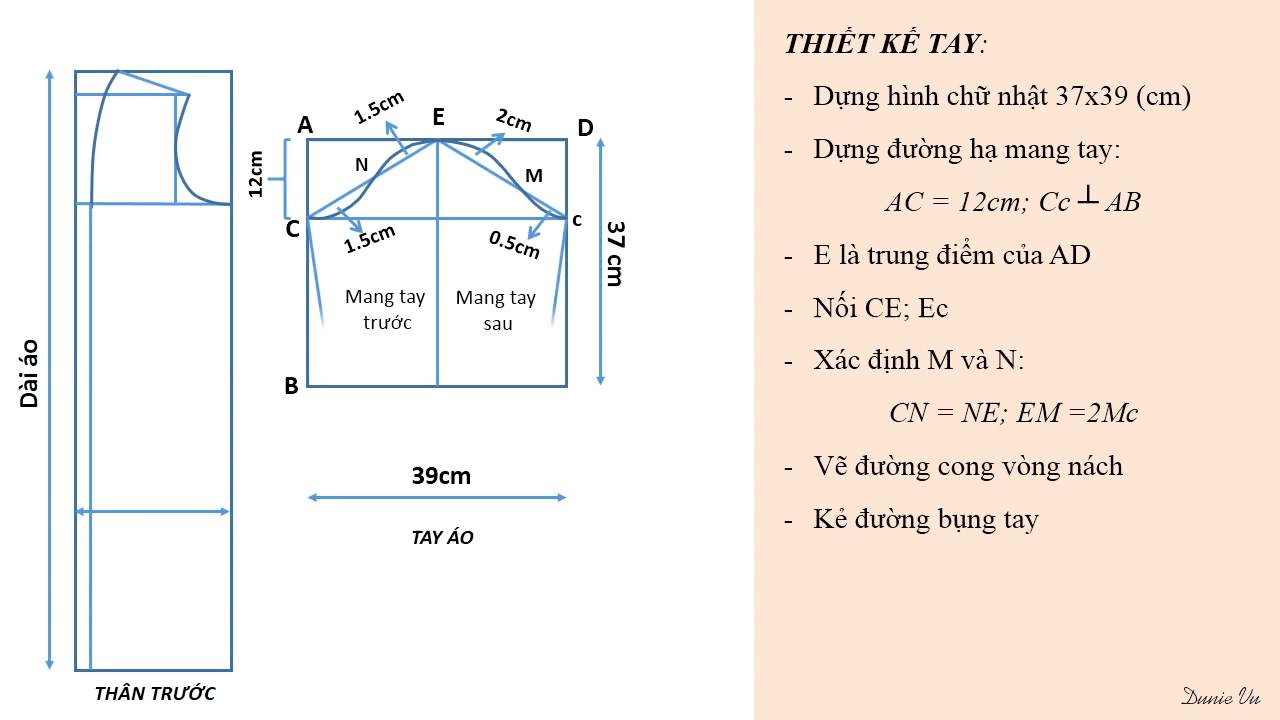 THIẾT KẾ TAY:
- Dựng hình chữ nhật 37x39 (cm)
- Dựng đường hạ mang tay:
AC = 12cm; Cc ┴ AB
- E là trung điểm của AD
- Nối CE; Ec
- Xác định M và N:
CN = NE; EM =2Mc
- Vẽ đường cong vòng nách
- Kẻ đường bụng tay
Dài áo
THÂN TRƯỚC
A
E
D
1.5cm
2cm
12cm
N
M
C
c
1.5cm
0.5cm
37 cm
Mang tay
trước
Mang tay
sau
B
39cm
TAY ÁO
Dunie Vu